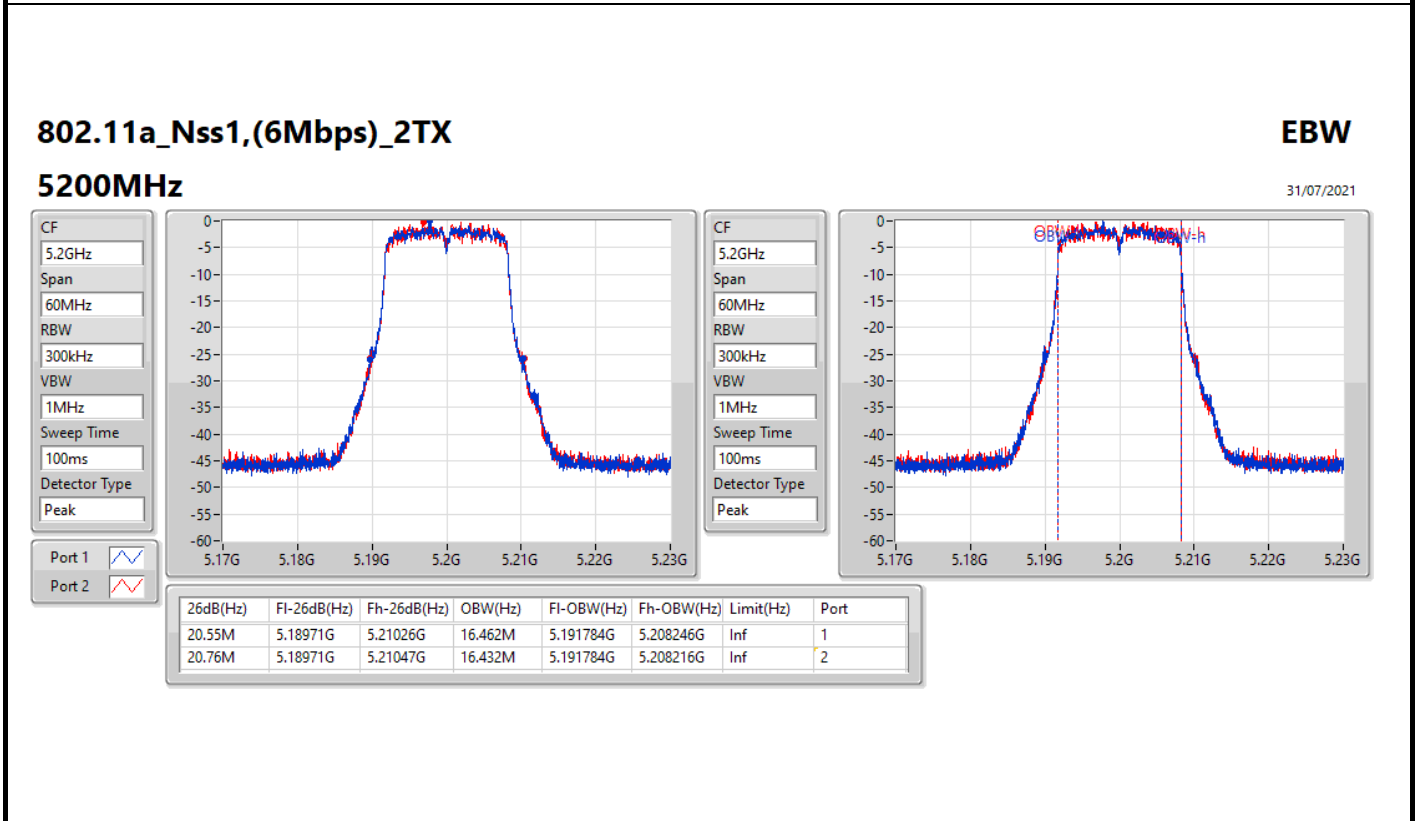 802.11a_Nss1,(6Mbps)_2TX
EBW
5200MHz
31/07/2021
CF
5.2GHz
Span
60MHz
RBW
300kHz
VBW
1MHz
Sweep Time
100ms
Detector Type
Peak
Port 1
Port 2
0-
-5-
-10-
-15-
-20-
-25-
-30-
-35-
-40-
-45-
-50-
-55-
-60-
5.17G 5.18G 5.19G 5.2G 5.21G 5.22G 5.23G
CF
5.2GHz
Span
60MHz
RBW
300kHz
VBW
1MHz
Sweep Time
100ms
Detector Type
Peak
0-
-5-
-10-
-15-
-20-
-25-
-30-
-35-
-40-
-45-
-50-
-55-
-60-
5.17G 5.18G 5.19G 5.2G 5.21G 5.22G 5.23G
26dB(Hz) Fl-26dB(Hz) Fh-26dB(Hz) OBW(Hz) Fl-OBW(Hz) Fh-OBW(Hz) Limit(Hz) Port
20.55M 5.18971G 5.21026G 16.462M 5.191784G 5.208246G Inf 1
20.76M 5.18971G 5.21047G 16.432M 5.191784G 5.208216G Inf 2